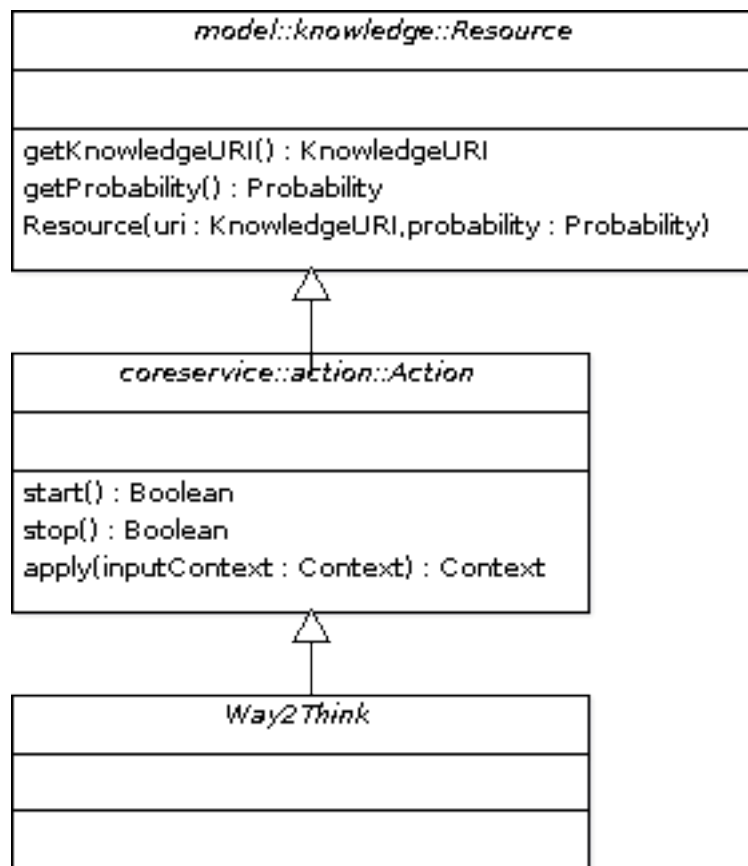 model::knowledge::Resource
getKnowledgeURI() : KnowledgeURI
getProbability() : Probability
Resource(uri : KnowledgeURI,probability : Probability)
coreservice::action::Action
start() : Boolean
stop() : Boolean
apply(inputContext : Context) : Context
Way2Think